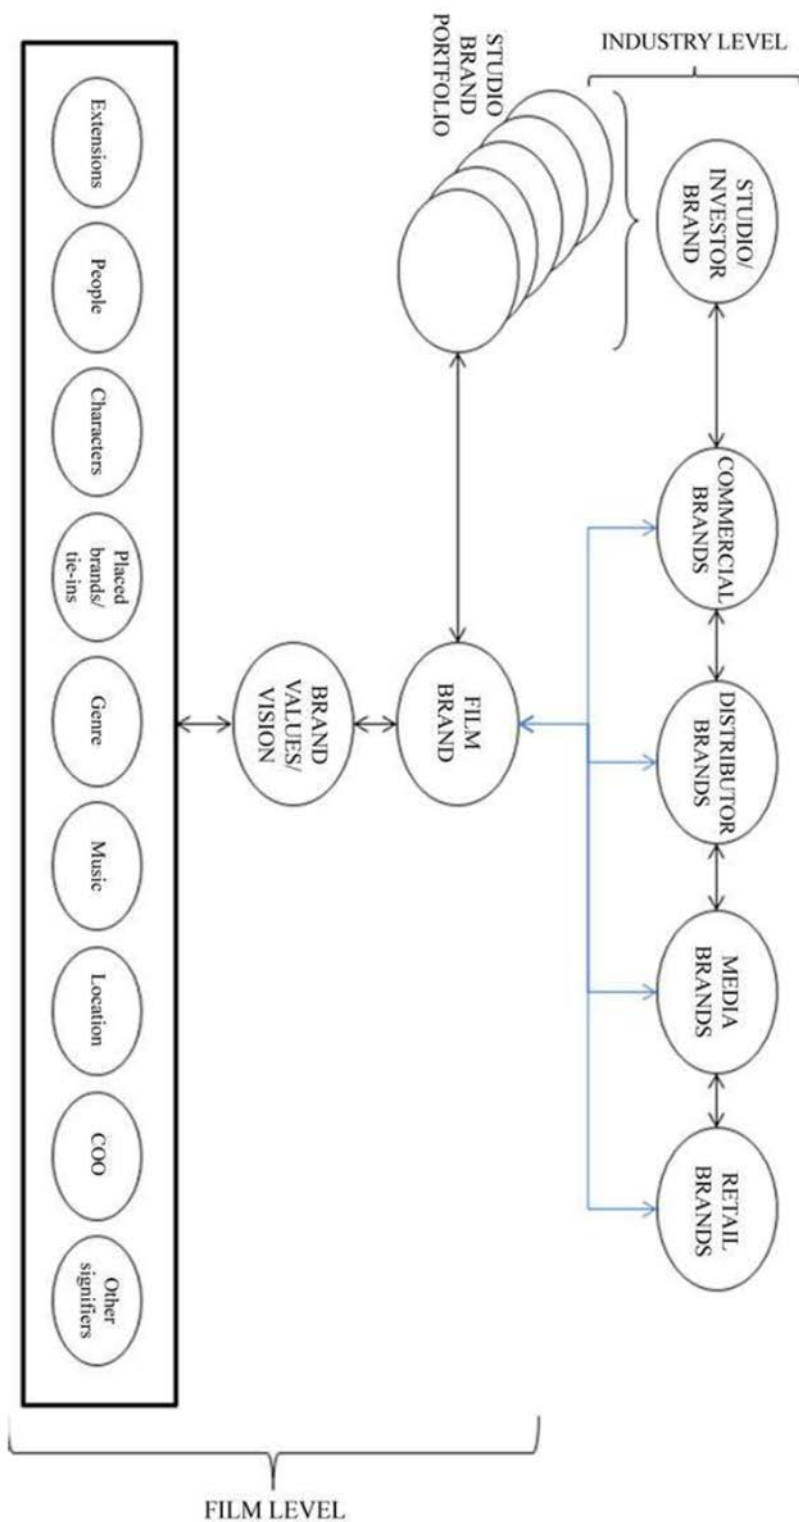 INDUSTRY LEVEL
STUDIO/
INVESTOR
BRAND
COMMERCIAL
BRANDS
DISTRIBUTOR
BRANDS
MEDIA
BRANDS
RETAIL
BRANDS
STUDIO
BRAND
PORTFOLIO
FILM
BRAND
BRAND
VALUES/
VISION
Extensions
People
Characters
Placed
brands/
tie-ins
Genre
Music
Location
COO
Other
signifiers
FILM LEVEL